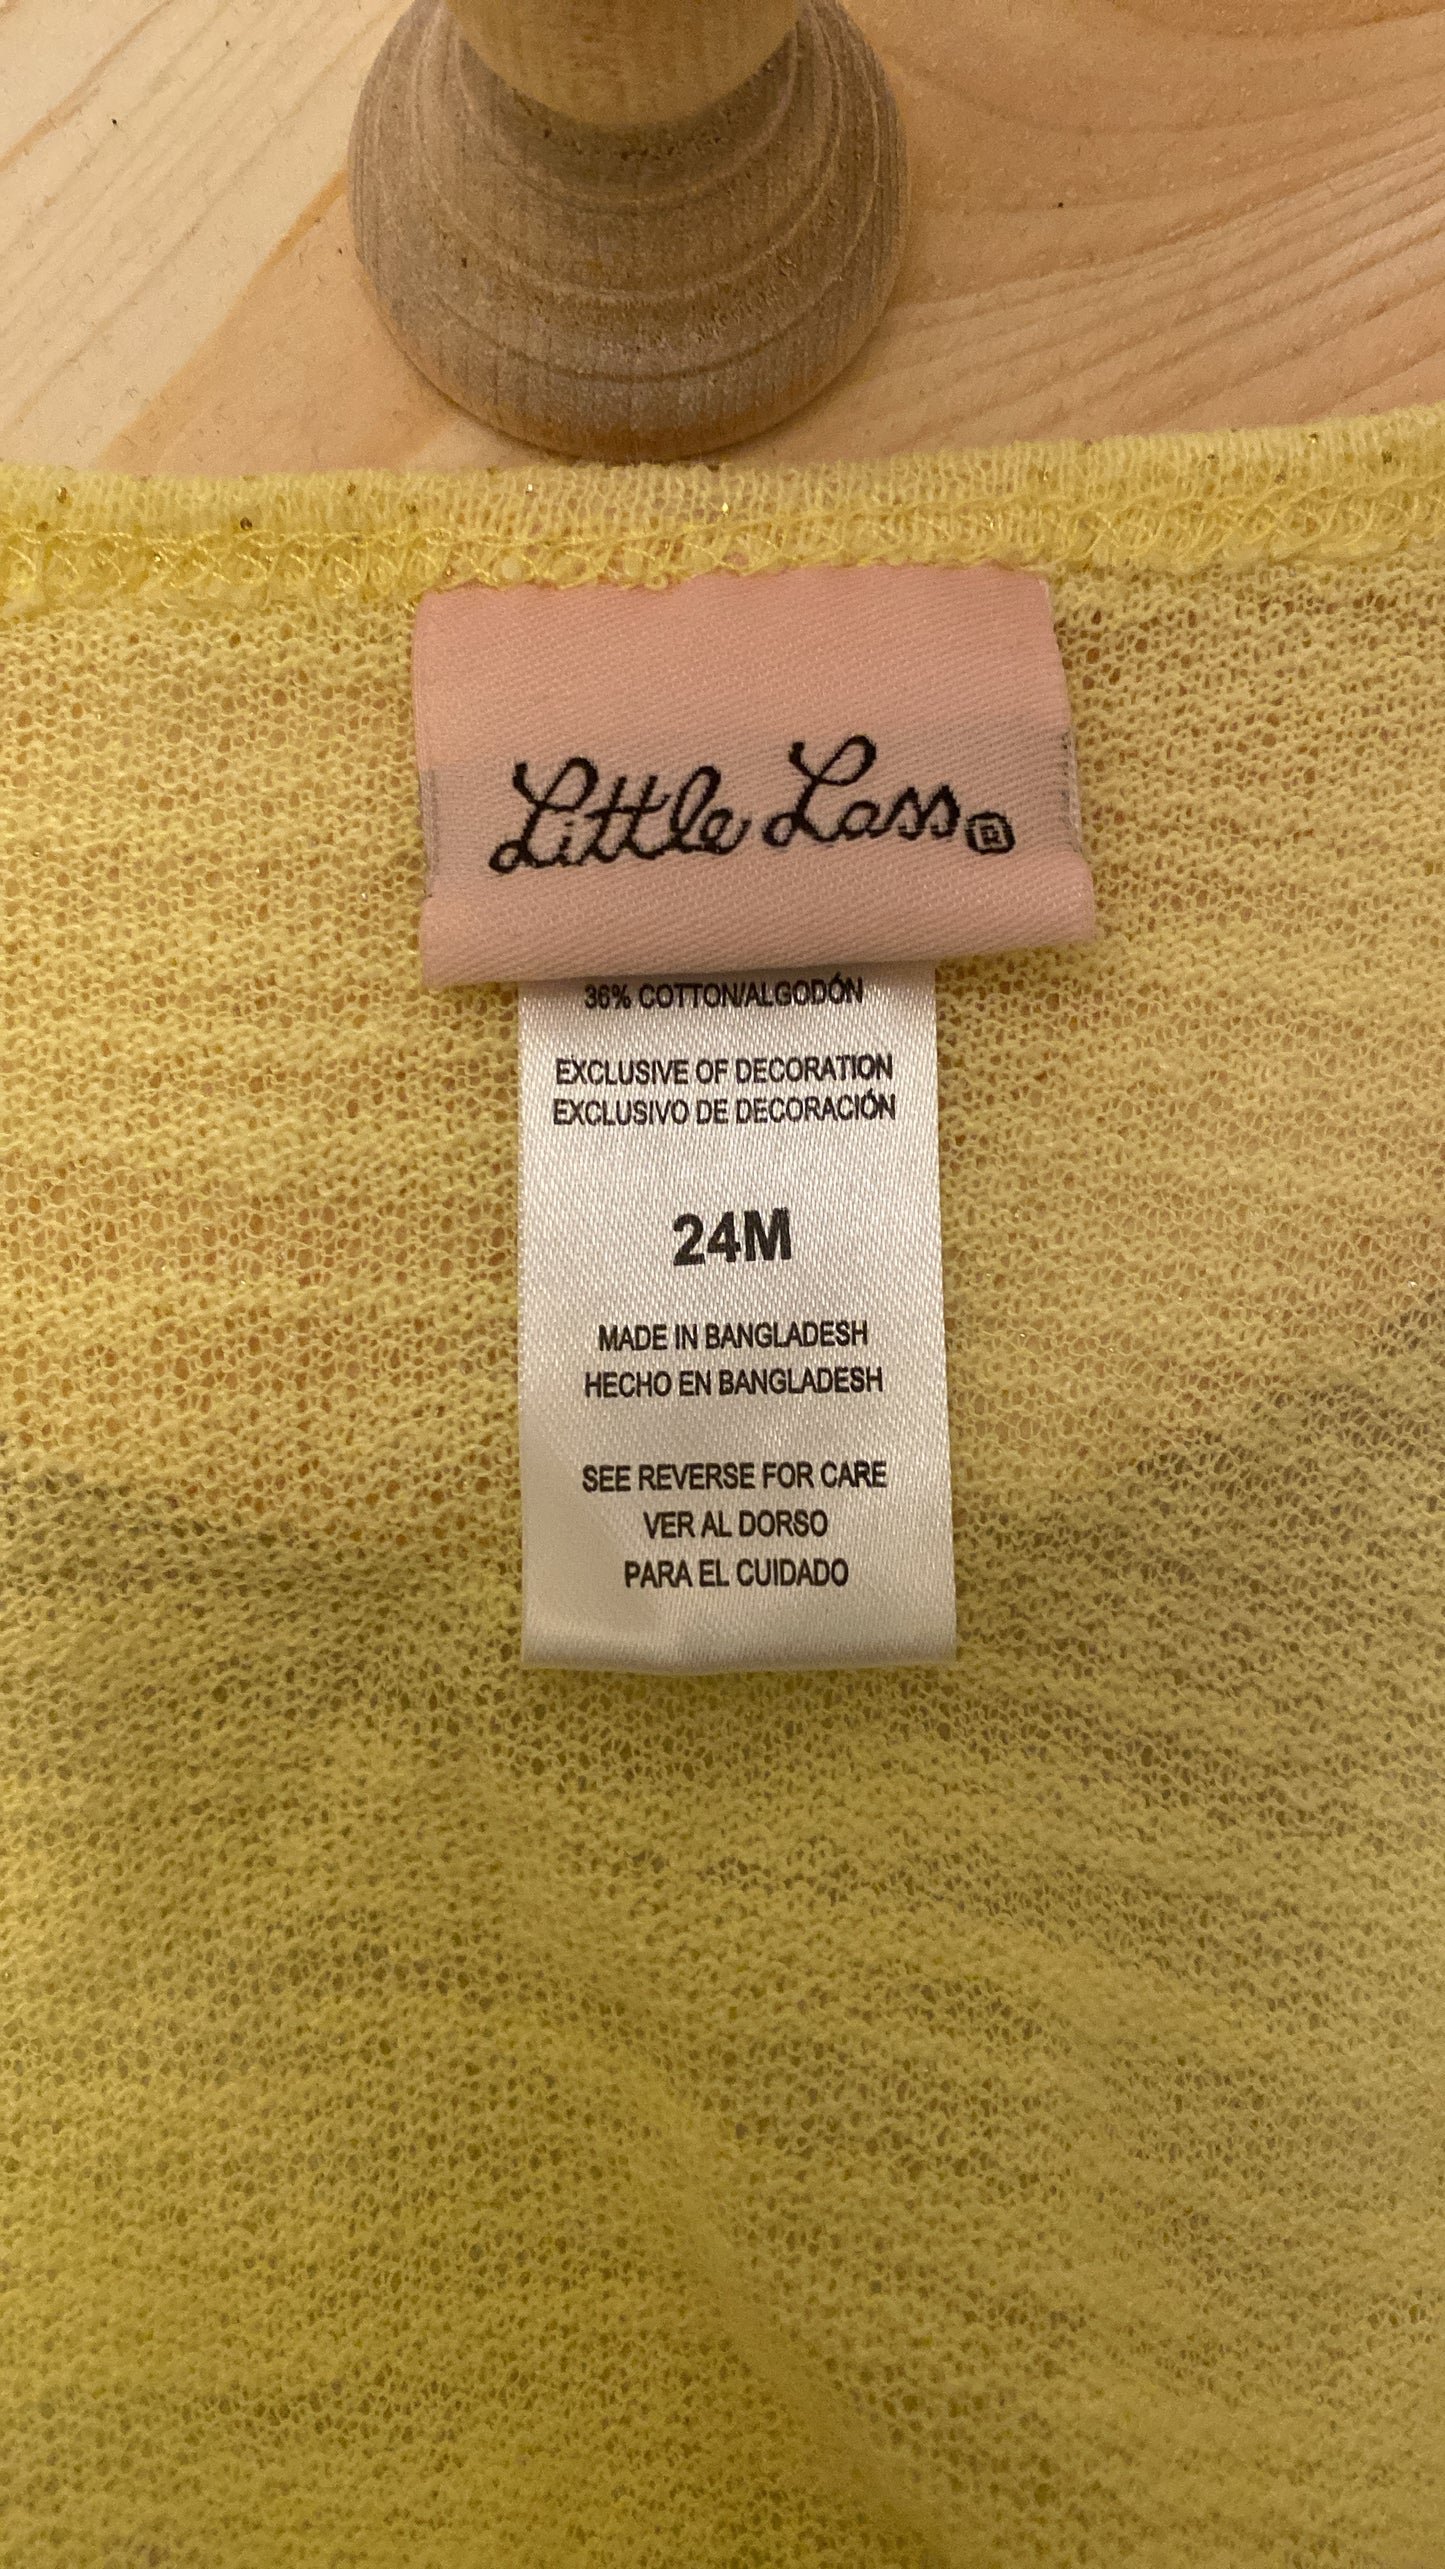 Little Lass®
36% COTTON/ALGODÓN
EXCLUSIVE OF DECORATION
EXCLUSIVO DE DECORACIÓN
24M
MADE IN BANGLADESH
HECHO EN BANGLADESH
SEE REVERSE FOR CARE
VER AL DORSO
PARA EL CUIDADO